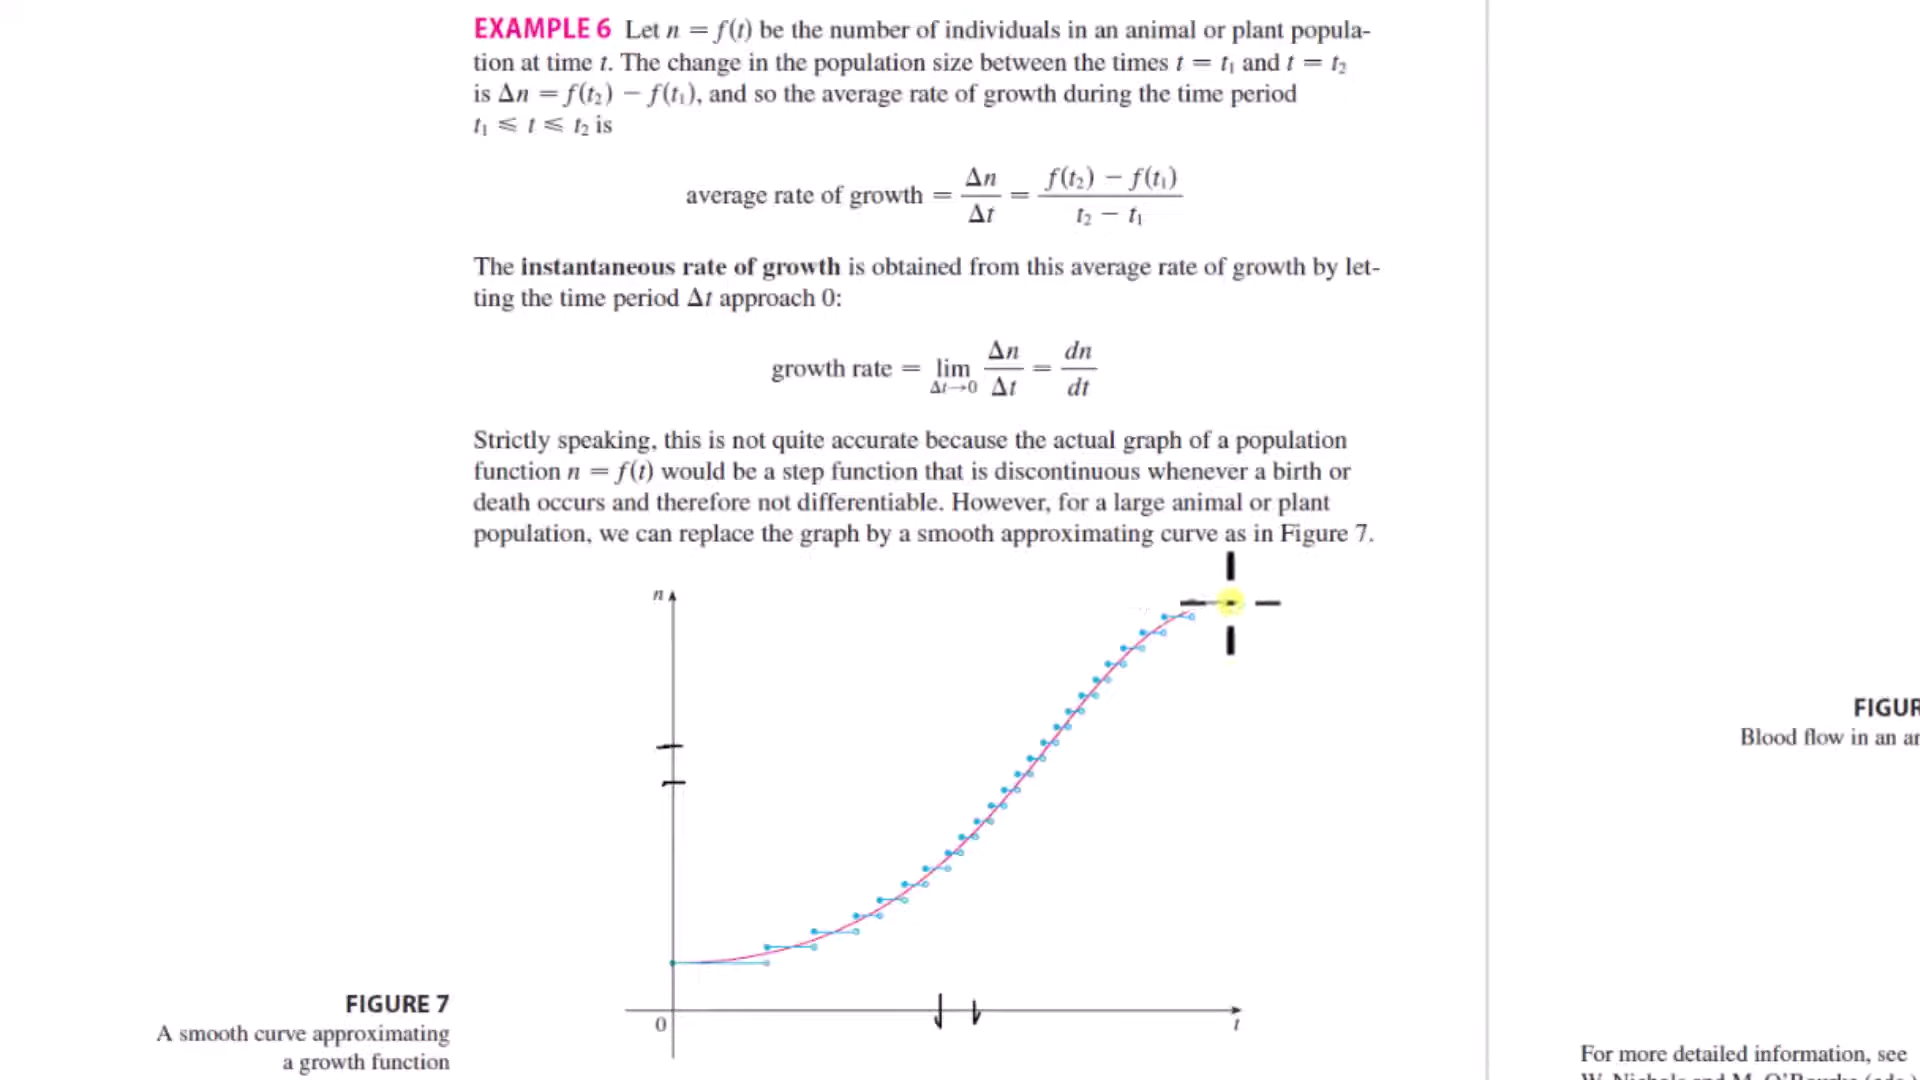 EXAMPLE 6 Let n = f(t) be the number of individuals in an animal or plant popula-
tion at time t. The change in the population size between the times t = t₁ and t = t₂
is Δn = f(t₂) − f(t₁), and so the average rate of growth during the time period
t₁ ⩽ t ⩽ t₂ is
average rate of growth = Δn/Δt = (f(t₂) − f(t₁))/(t₂ − t₁)
The instantaneous rate of growth is obtained from this average rate of growth by let-
ting the time period Δt approach 0:
growth rate = lim Δt→0 Δn/Δt = dn/dt
Strictly speaking, this is not quite accurate because the actual graph of a population
function n = f(t) would be a step function that is discontinuous whenever a birth or
death occurs and therefore not differentiable. However, for a large animal or plant
population, we can replace the graph by a smooth approximating curve as in Figure 7.
n
0
t
FIGURE 7
A smooth curve approximating
a growth function
FIGUR
Blood flow in an ar
For more detailed information, see